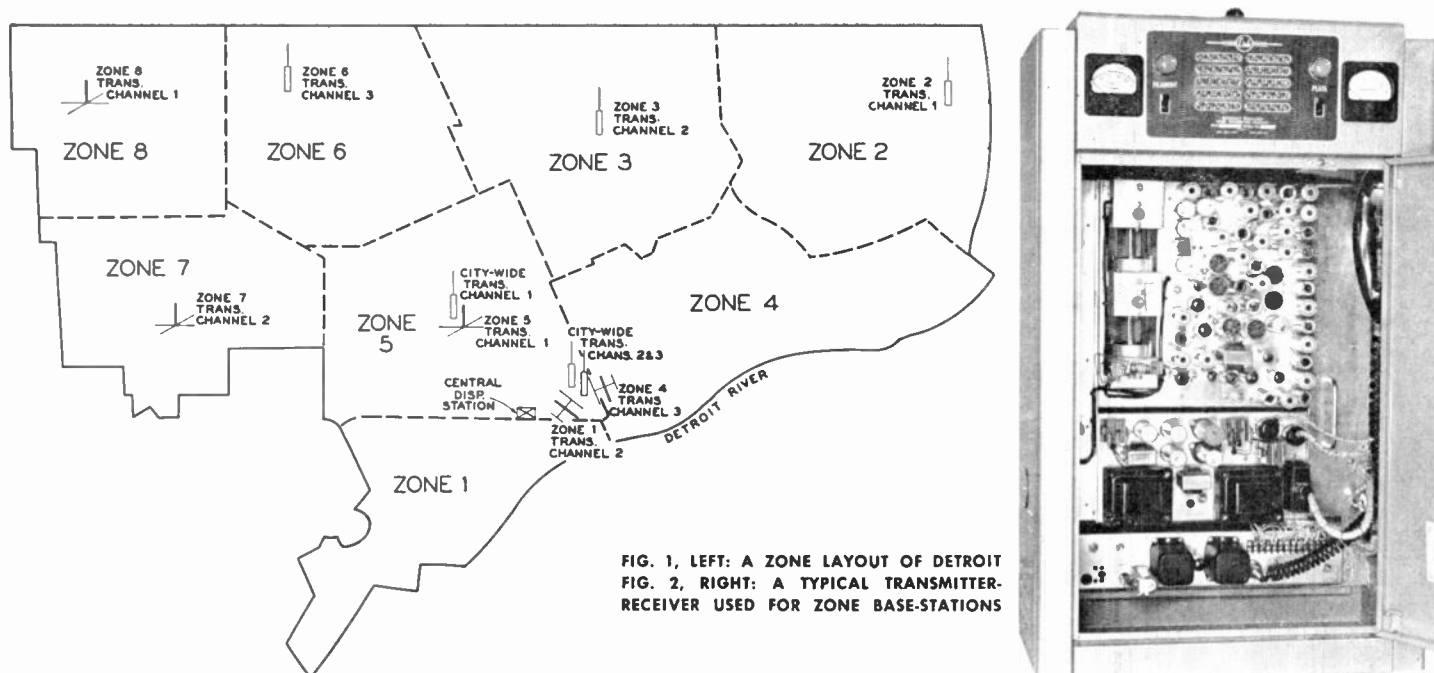 ZONE 8
TRANS.
CHANNEL 1
ZONE 8
ZONE 6
TRANS.
CHANNEL 3
ZONE 6
ZONE 3
TRANS.
CHANNEL 2
ZONE 3
ZONE 2
TRANS.
CHANNEL 1
ZONE 2
ZONE 7
ZONE 7
TRANS.
CHANNEL 2
CITY-WIDE
TRANS.
CHANNEL 1
ZONE
5
ZONE 5
TRANS.
CHANNEL 1
ZONE 4
CITY-WIDE
TRANS.
CHANS. 2&3
CENTRAL
DISP.
STATION
ZONE 4
TRANS
CHANNEL 3
ZONE 1
TRANS.
CHANNEL 2
DETROIT RIVER
ZONE 1
FIG. 1, LEFT: A ZONE LAYOUT OF DETROIT
FIG. 2, RIGHT: A TYPICAL TRANSMITTER-
RECEIVER USED FOR ZONE BASE-STATIONS
FILAMENT
PLATE